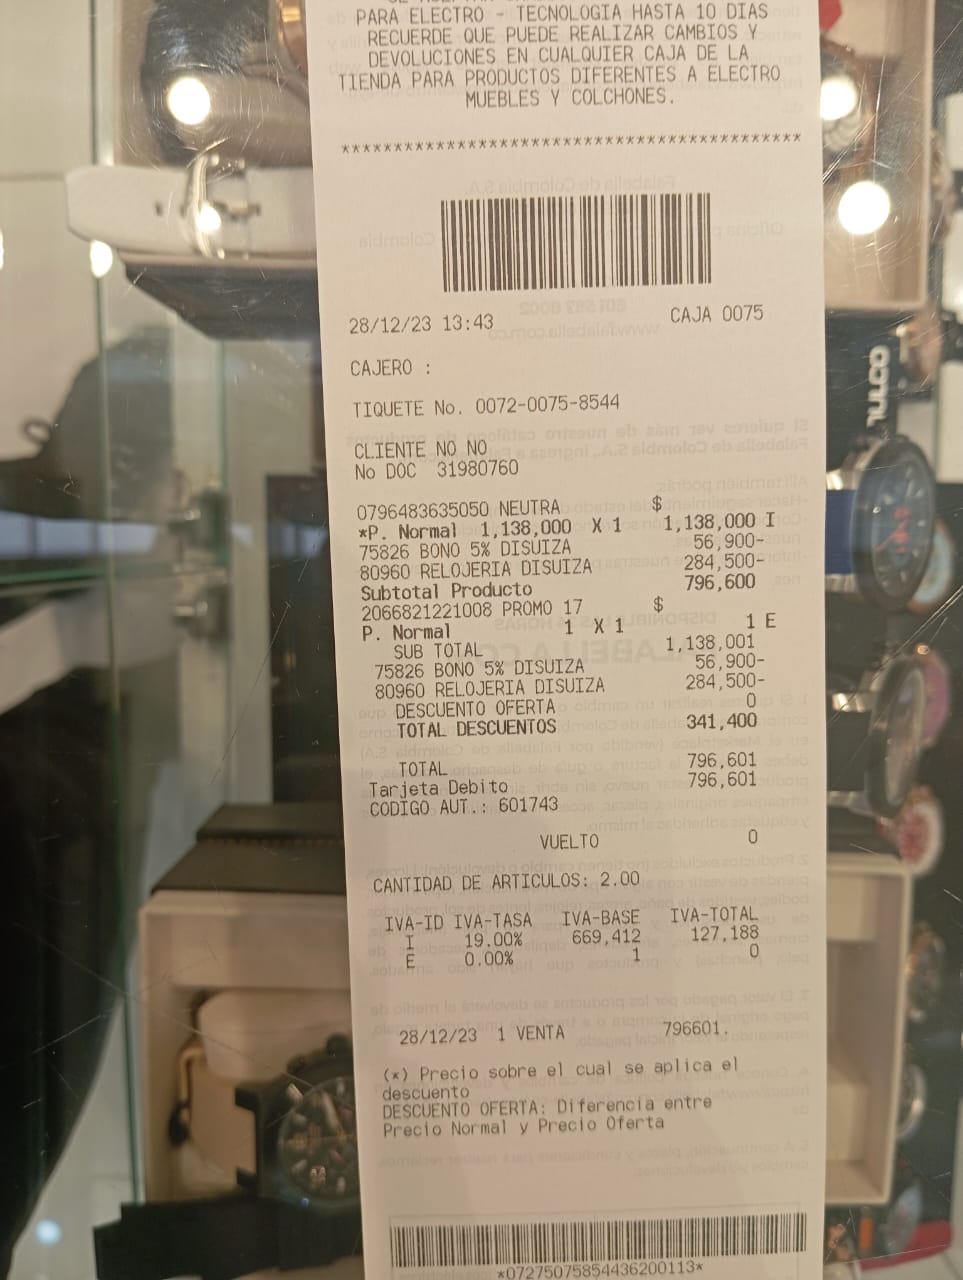 PARA ELECTRO - TECNOLOGIA HASTA 10 DIAS
RECUERDE QUE PUEDE REALIZAR CAMBIOS Y
DEVOLUCIONES EN CUALQUIER CAJA DE LA
TIENDA PARA PRODUCTOS DIFERENTES A ELECTRO
MUEBLES Y COLCHONES.
********************************************
28/12/23 13:43 CAJA 0075
CAJERO :
TIQUETE No. 0072-0075-8544
CLIENTE NO NO
No DOC 31980760
0796483635050 NEUTRA $
*P. Normal 1,138,000 X 1 1,138,000 I
75826 BONO 5% DISUIZA 56,900-
80960 RELOJERIA DISUIZA 284,500-
Subtotal Producto 796,600
2066821221008 PROMO 17 $
P. Normal 1 X 1 1 E
SUB TOTAL 1,138,001
75826 BONO 5% DISUIZA 56,900-
80960 RELOJERIA DISUIZA 284,500-
DESCUENTO OFERTA 0
TOTAL DESCUENTOS 341,400
TOTAL 796,601
Tarjeta Debito 796,601
CODIGO AUT.: 601743
VUELTO 0
CANTIDAD DE ARTICULOS: 2.00
IVA-ID IVA-TASA IVA-BASE IVA-TOTAL
I 19.00% 669,412 127,188
E 0.00% 1 0
28/12/23 1 VENTA 796601.
(*) Precio sobre el cual se aplica el
descuento
DESCUENTO OFERTA: Diferencia entre
Precio Normal y Precio Oferta
*07275075854436200113*
MULCO